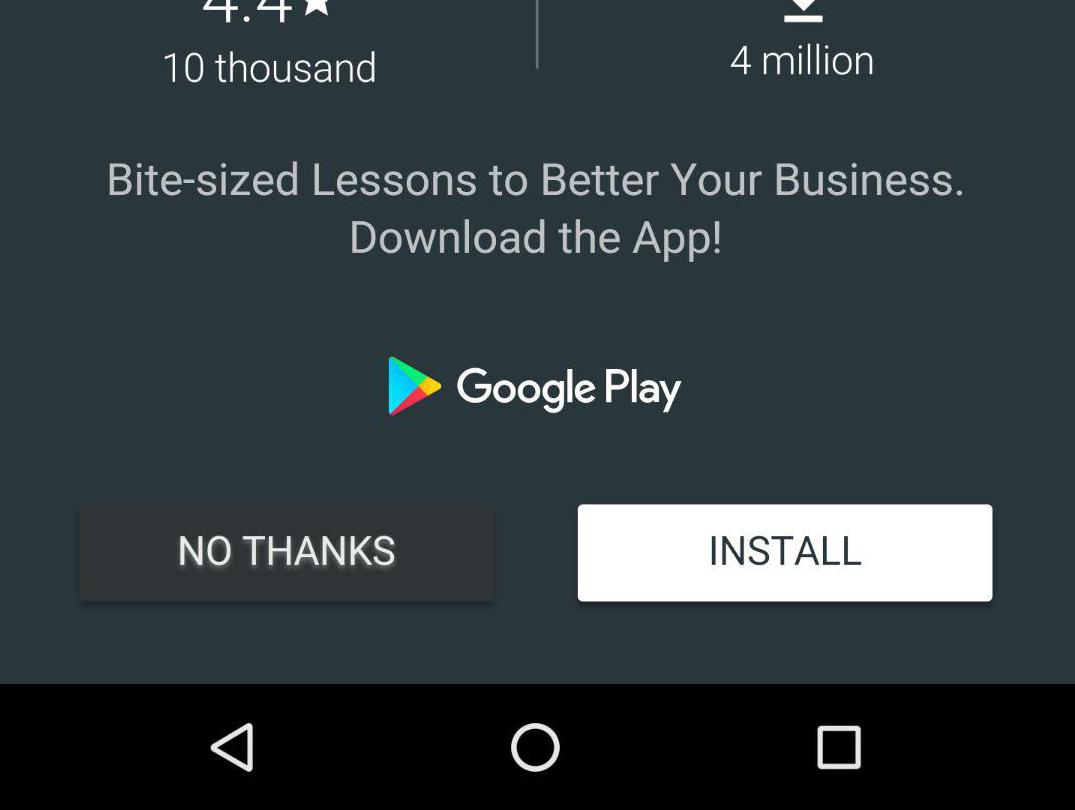 4.4★
10 thousand
4 million
Bite-sized Lessons to Better Your Business.
Download the App!
Google Play
NO THANKS
INSTALL